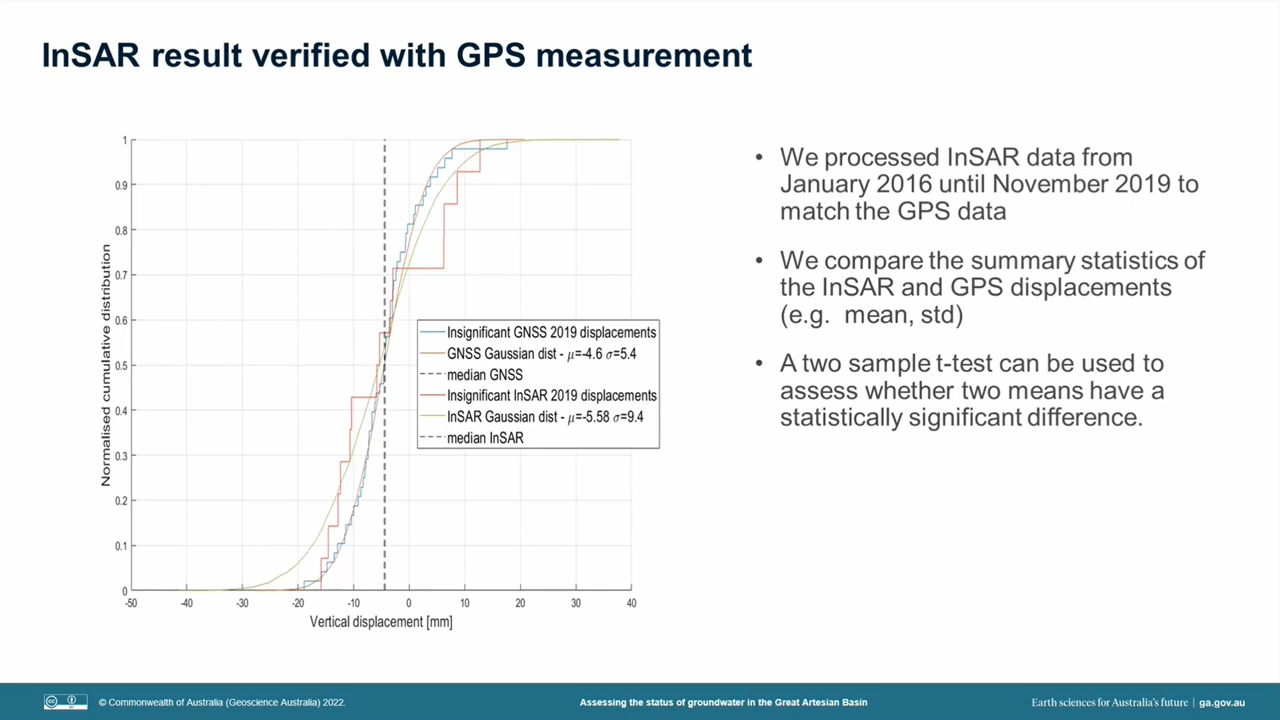 InSAR result verified with GPS measurement
Normalised cumulative distribution
1
0.9
0.8
0.7
0.6
0.5
0.4
0.3
0.2
0.1
0
-50 -40 -30 -20 -10 0 10 20 30 40
Vertical displacement [mm]
Insignificant GNSS 2019 displacements
GNSS Gaussian dist - μ=-4.6 σ=5.4
median GNSS
Insignificant InSAR 2019 displacements
InSAR Gaussian dist - μ=-5.58 σ=9.4
median InSAR
• We processed InSAR data from
January 2016 until November 2019 to
match the GPS data
• We compare the summary statistics of
the InSAR and GPS displacements
(e.g. mean, std)
• A two sample t-test can be used to
assess whether two means have a
statistically significant difference.
cc BY
© Commonwealth of Australia (Geoscience Australia) 2022.
Assessing the status of groundwater in the Great Artesian Basin
Earth sciences for Australia's future | ga.gov.au